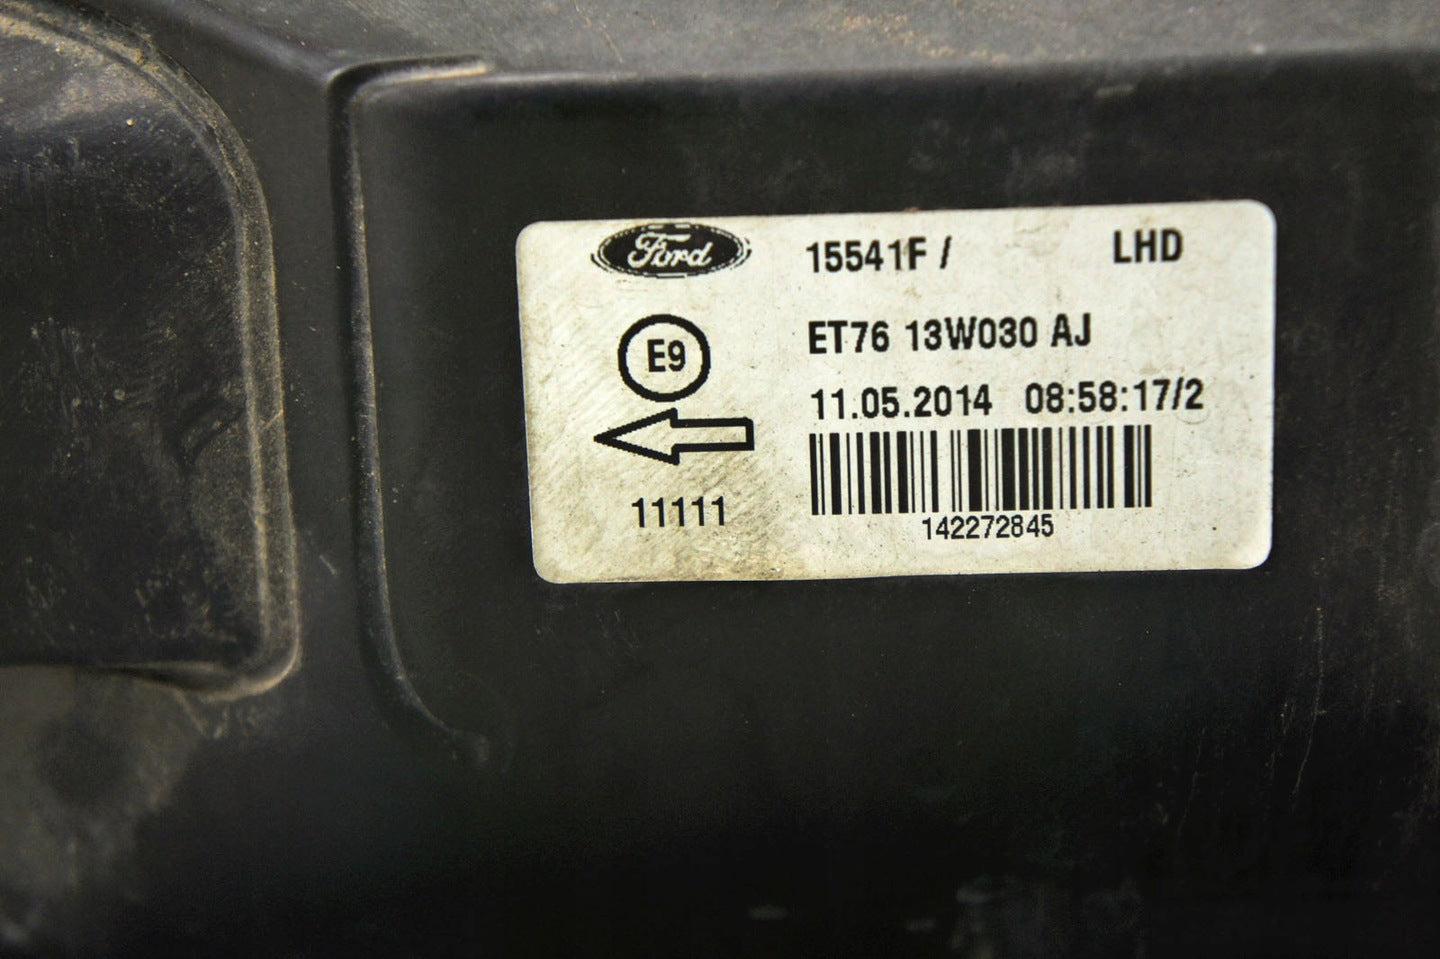 Ford
15541F / LHD
ET76 13W030 AJ
E9
11.05.2014 08:58:17/2
11111
142272845